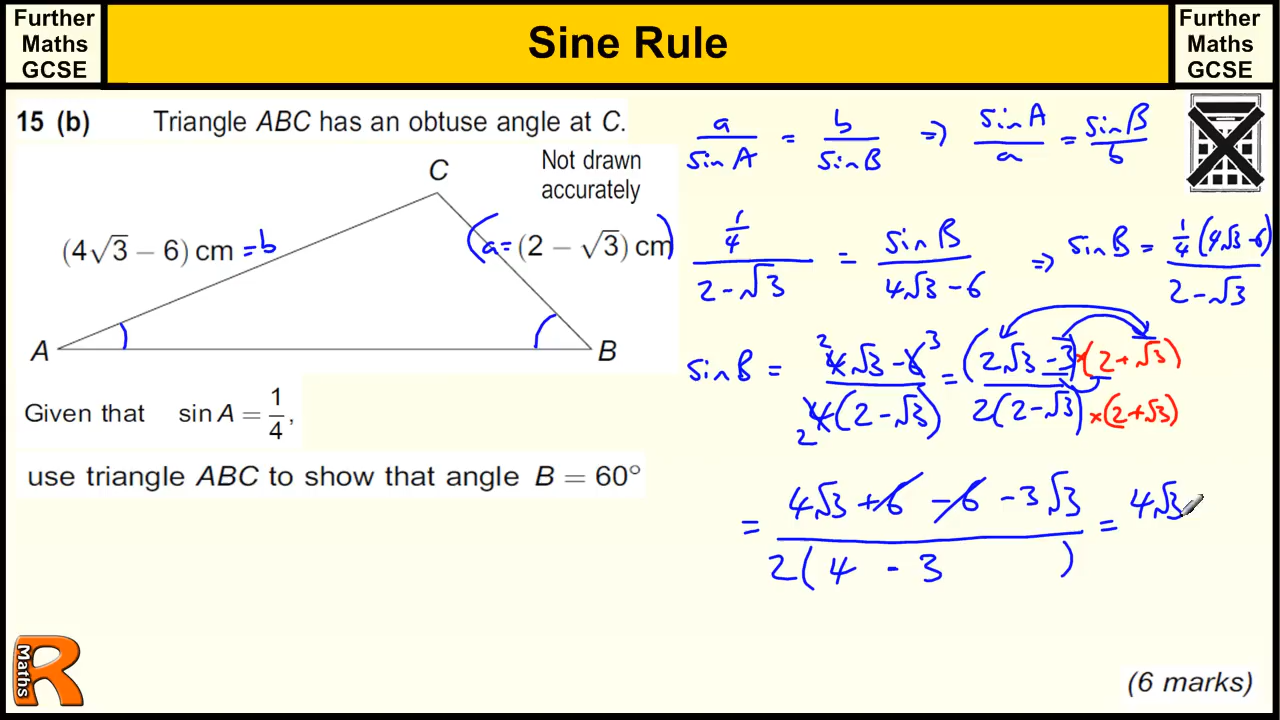 Further Maths GCSE
Sine Rule
Further Maths GCSE
15 (b) Triangle ABC has an obtuse angle at C.
Not drawn
accurately
C
(4√3 − 6) cm = b
a = (2 − √3) cm
A
B
Given that sin A = 1/4,
use triangle ABC to show that angle B = 60°
a/sin A = b/sin B ⇒ sin A/a = sin B/b
(1/4)/(2 − √3) = sin B/(4√3 − 6) ⇒ sin B = 1/4 (4√3 − 6)/(2 − √3)
sin B = 2 4√3 − 6 3/2 4(2 − √3) = (2√3 − 3) × (2 + √3)/2(2 − √3) × (2 + √3)
= 4√3 + 6 − 6 − 3√3/2(4 − 3) = 4√3
R Maths
(6 marks)